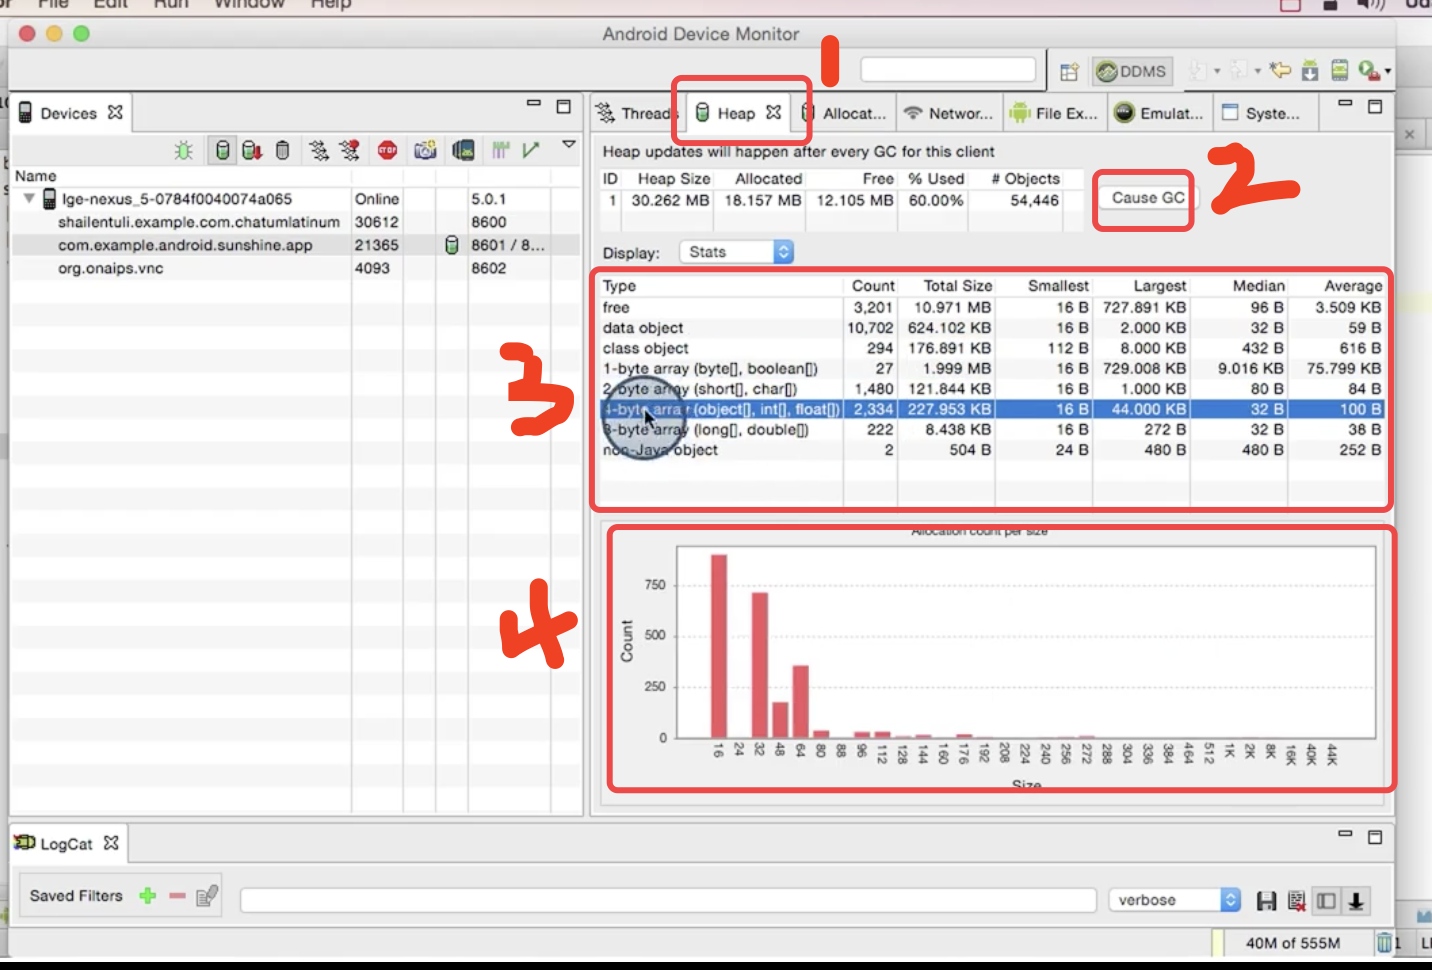 File Edit Run Window Help
Android Device Monitor
1
DDMS
Devices
Threads Heap Allocat... Networ... File Ex... Emulat... Syste...
Heap updates will happen after every GC for this client
Name
ID Heap Size Allocated Free % Used # Objects
1 30.262 MB 18.157 MB 12.105 MB 60.00% 54,446
Cause GC
2
lge-nexus_5-0784f0040074a065 Online 5.0.1
shailentuli.example.com.chatumlatinum 30612 8600
com.example.android.sunshine.app 21365 8601 / 8...
org.onaips.vnc 4093 8602
Display: Stats
3
Type Count Total Size Smallest Largest Median Average
free 3,201 10.971 MB 16 B 727.891 KB 96 B 3.509 KB
data object 10,702 624.102 KB 16 B 2.000 KB 32 B 59 B
class object 294 176.891 KB 112 B 8.000 KB 432 B 616 B
1-byte array (byte[], boolean[]) 27 1.999 MB 16 B 729.008 KB 9.016 KB 75.799 KB
2-byte array (short[], char[]) 1,480 121.844 KB 16 B 1.000 KB 80 B 84 B
4-byte array (object[], int[], float[]) 2,334 227.953 KB 16 B 44.000 KB 32 B 100 B
8-byte array (long[], double[]) 222 8.438 KB 16 B 272 B 32 B 38 B
non-Java object 2 504 B 24 B 480 B 480 B 252 B
4
Allocation count per size
Count
750
500
250
0
16 24 32 48 64 80 88 96 112 128 144 160 176 192 208 224 240 256 272 288 304 336 384 464 512 1K 2K 8K 16K 40K 44K
Size
LogCat
Saved Filters
verbose
40M of 555M